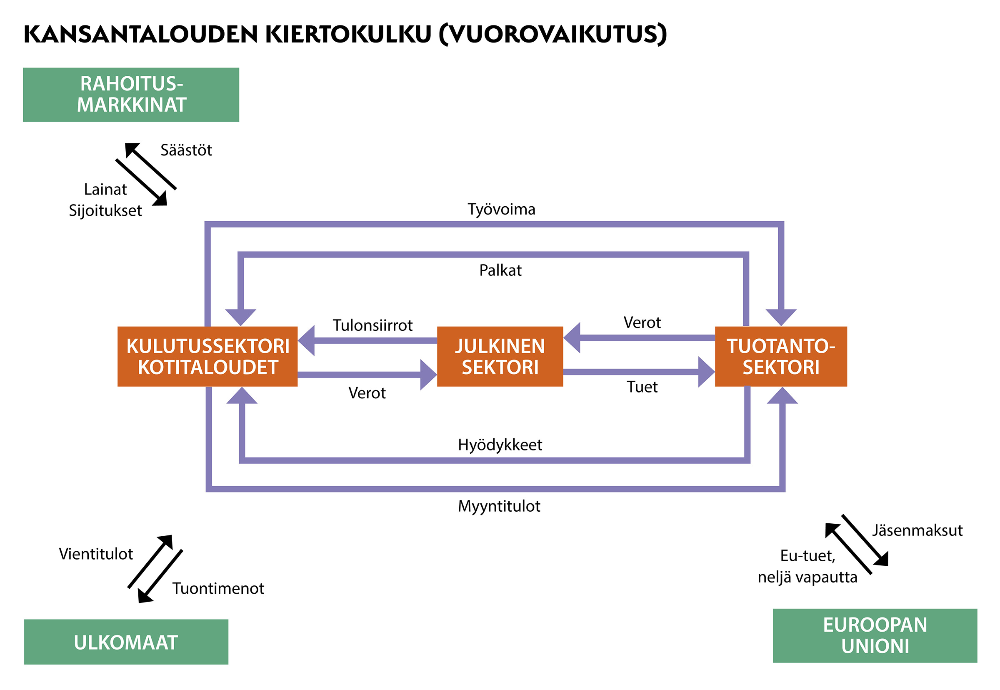 KANSANTALOUDEN KIERTOKULKU (VUOROVAIKUTUS)
RAHOITUS-
MARKKINAT
Säästöt
Lainat
Sijoitukset
Työvoima
Palkat
Tulonsiirrot
Verot
KULUTUSSEKTORI
KOTITALOUDET
JULKINEN
SEKTORI
TUOTANTO-
SEKTORI
Verot
Tuet
Hyödykkeet
Myyntitulot
Vientitulot
Tuontimenot
Jäsenmaksut
Eu-tuet,
neljä vapautta
ULKOMAAT
EUROOPAN
UNIONI